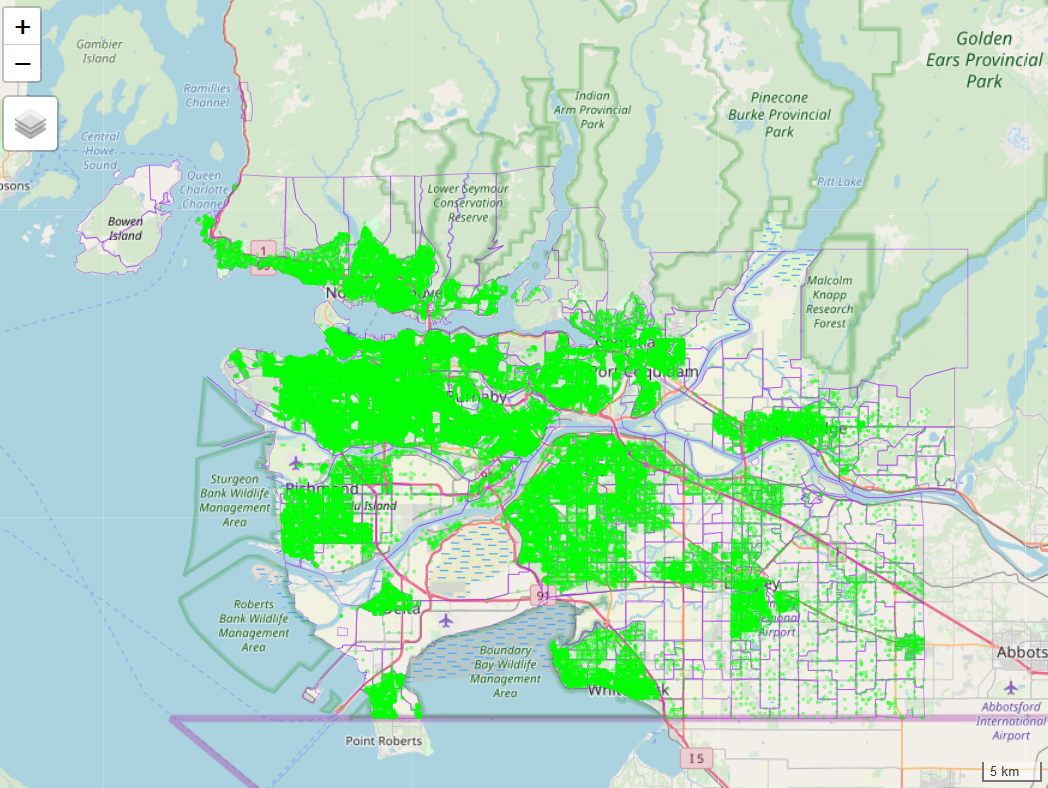 +
−
Gambier
Island
Ramillies
Channel
Central
Howe
Sound
Queen
Charlotte
Channel
Bowen
Island
Indian
Arm Provincial
Park
Pinecone
Burke Provincial
Park
Golden
Ears Provincial
Park
Pitt Lake
Lower Seymour
Conservation
Reserve
Malcolm
Knapp
Research
Forest
1
Port Coquitlam
Burnaby
Sturgeon
Bank Wildlife
Management
Area
Richmond
Roberts
Bank Wildlife
Management
Area
Delta
91
Boundary
Bay Wildlife
Management
Area
Point Roberts
Abbots
Abbotsford
International
Airport
Airport
I 5
5 km